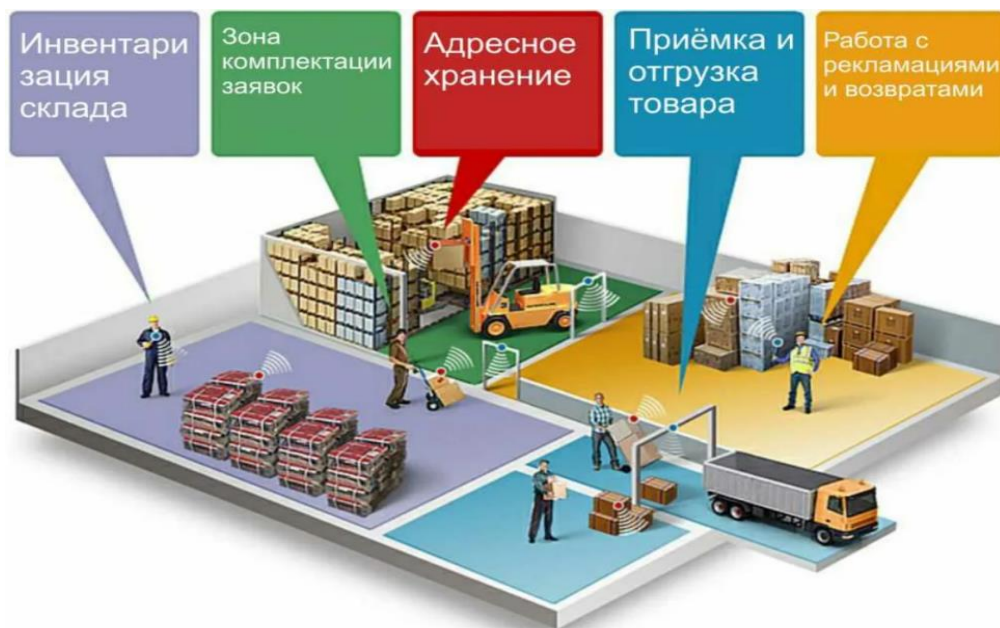 Инвентари
зация
склада
Зона
комплектации
заявок
Адресное
хранение
Приёмка и
отгрузка
товара
Работа с
рекламациями
и возвратами